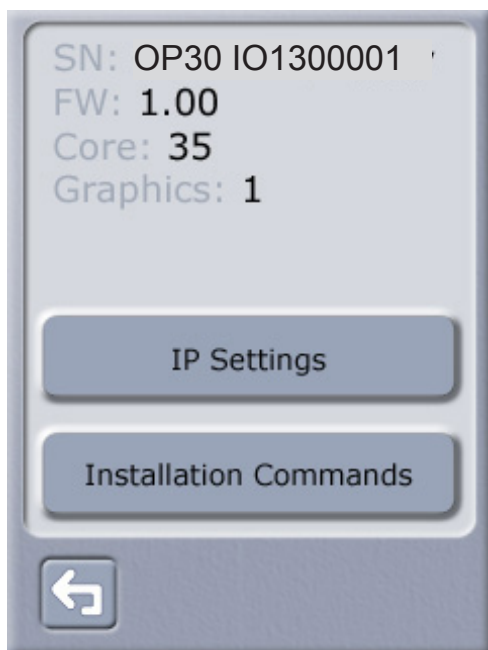 SN: OP30 IO1300001
FW: 1.00
Core: 35
Graphics: 1
IP Settings
Installation Commands